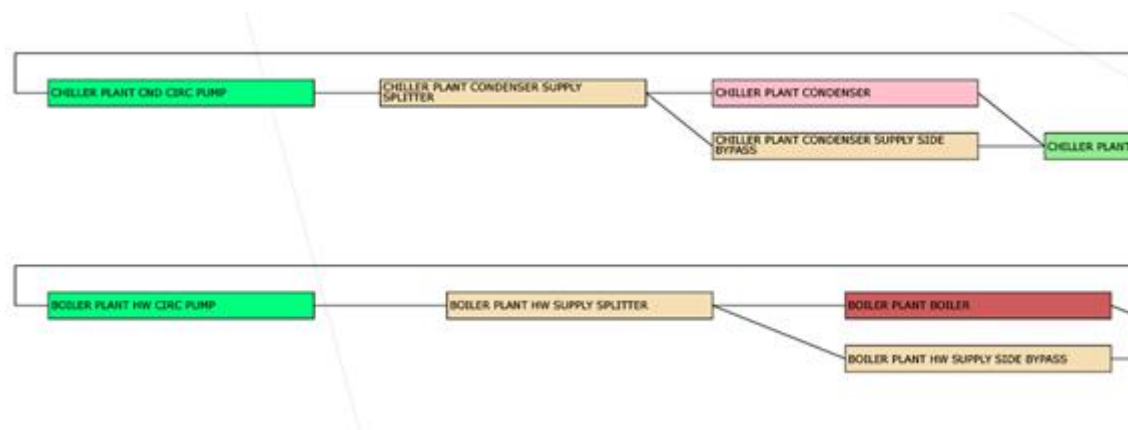 CHILLER PLANT CND CIRC PUMP
CHILLER PLANT CONDENSER SUPPLY
SPLITTER
CHILLER PLANT CONDENSER
CHILLER PLANT CONDENSER SUPPLY SIDE
BYPASS
CHILLER PLANT
BOILER PLANT HW CIRC PUMP
BOILER PLANT HW SUPPLY SPLITTER
BOILER PLANT BOILER
BOILER PLANT HW SUPPLY SIDE BYPASS